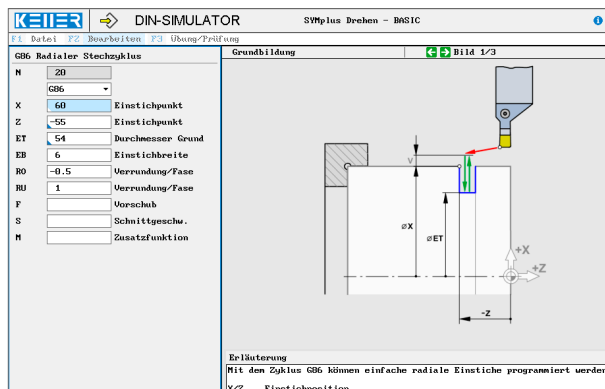 KELLER DIN-SIMULATOR SYMplus Drehen - BASIC
F1 Datei F2 Bearbeiten F3 Übung/Prüfung
G86 Radialer Stechzyklus
N 20
G86
X 60 Einstichpunkt
Z -55 Einstichpunkt
ET 54 Durchmesser Grund
EB 6 Einstichbreite
RO -0.5 Verrundung/Fase
RU 1 Verrundung/Fase
F Vorschub
S Schnittgeschw.
M Zusatzfunktion
Grundbildung Bild 1/3
V
øX
øET
+X
+Z
-Z
Erläuterung
Mit dem Zyklus G86 können einfache radiale Einstiche programmiert werden
X/Z Einstichposition